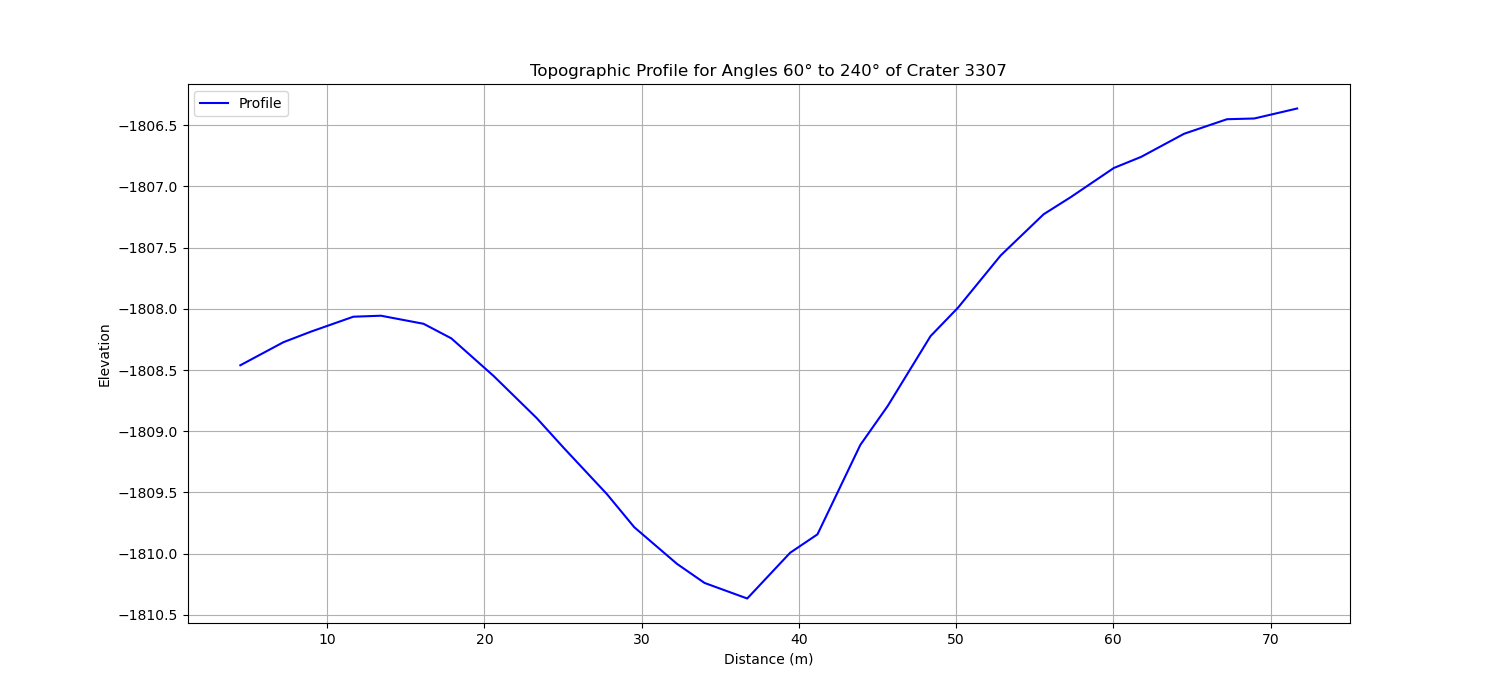 Topographic Profile for Angles 60° to 240° of Crater 3307
Profile
−1806.5
−1807.0
−1807.5
−1808.0
−1808.5
−1809.0
−1809.5
−1810.0
−1810.5
Elevation
10 20 30 40 50 60 70
Distance (m)